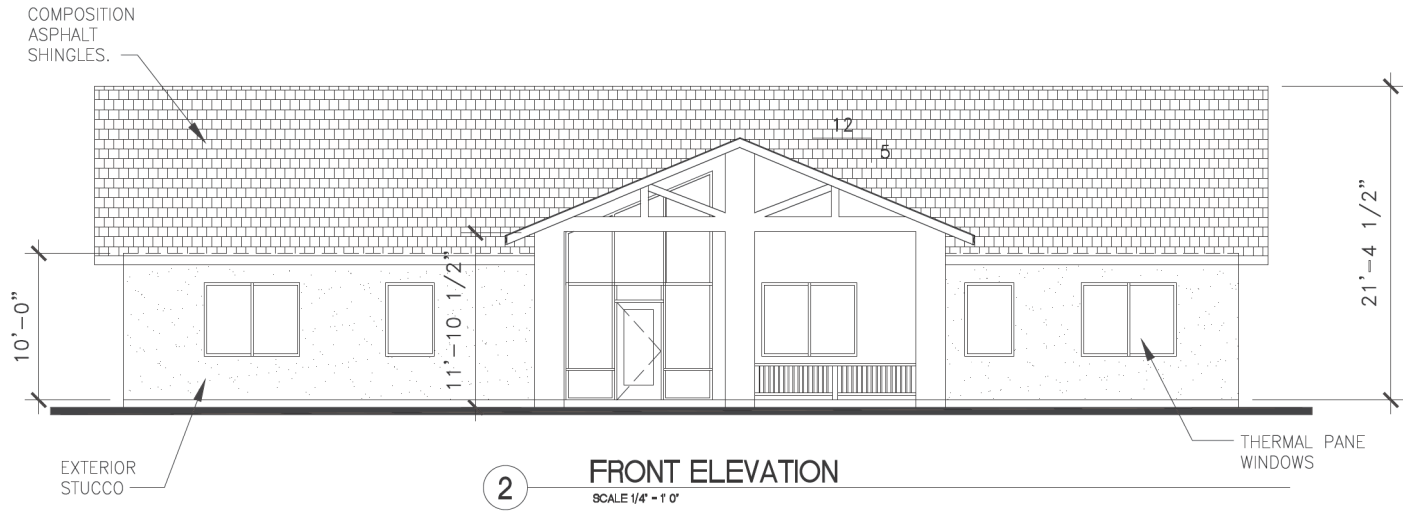 COMPOSITION
ASPHALT
SHINGLES.
12
5
10'-0"
11'-10 1/2"
21'-4 1/2"
EXTERIOR
STUCCO
THERMAL PANE
WINDOWS
2
FRONT ELEVATION
SCALE 1/4" - 1' 0"